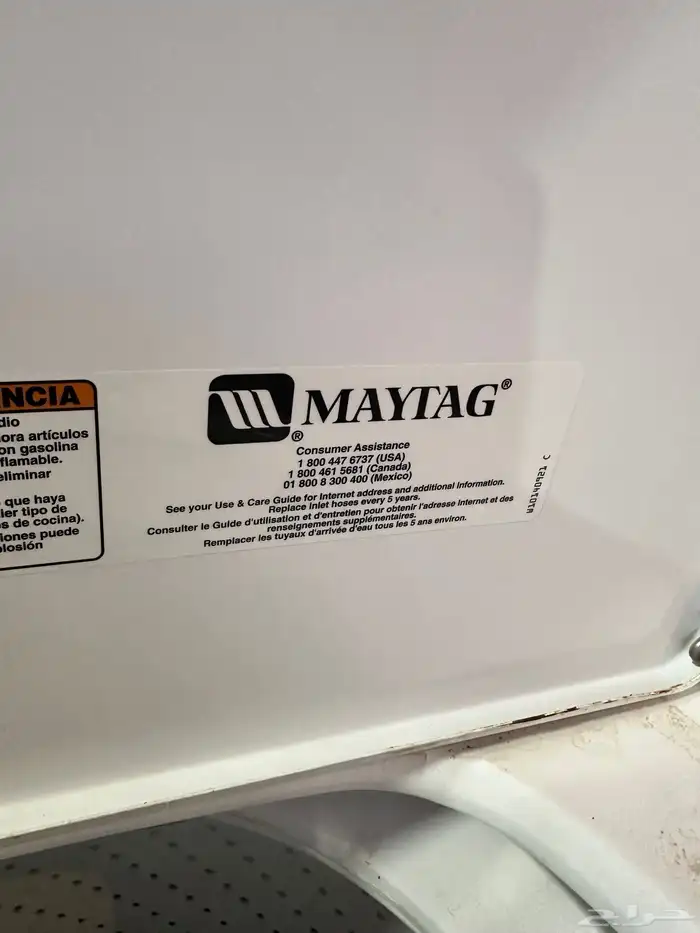 NCIA
dio
ora artículos
on gasolina
flamable.
eliminar
que haya
ler tipo de
s de cocina).
iones puede
plosión
MAYTAG®
®
Consumer Assistance
1 800 447 6737 (USA)
1 800 461 5681 (Canada)
01 800 8 300 400 (Mexico)
See your Use & Care Guide for Internet address and additional information.
Replace inlet hoses every 5 years.
Consulter le Guide d'utilisation et d'entretien pour obtenir l'adresse Internet et des
renseignements supplémentaires.
Remplacer les tuyaux d'arrivée d'eau tous les 5 ans environ.
حراج